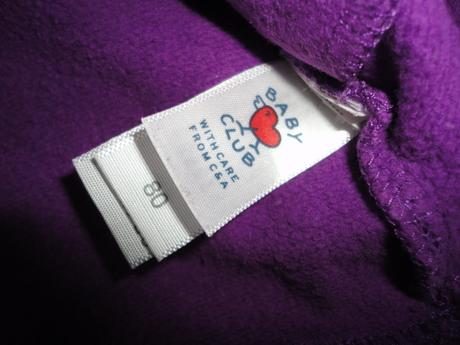 BABY
CLUB
WITH CARE
FROM C&A
80